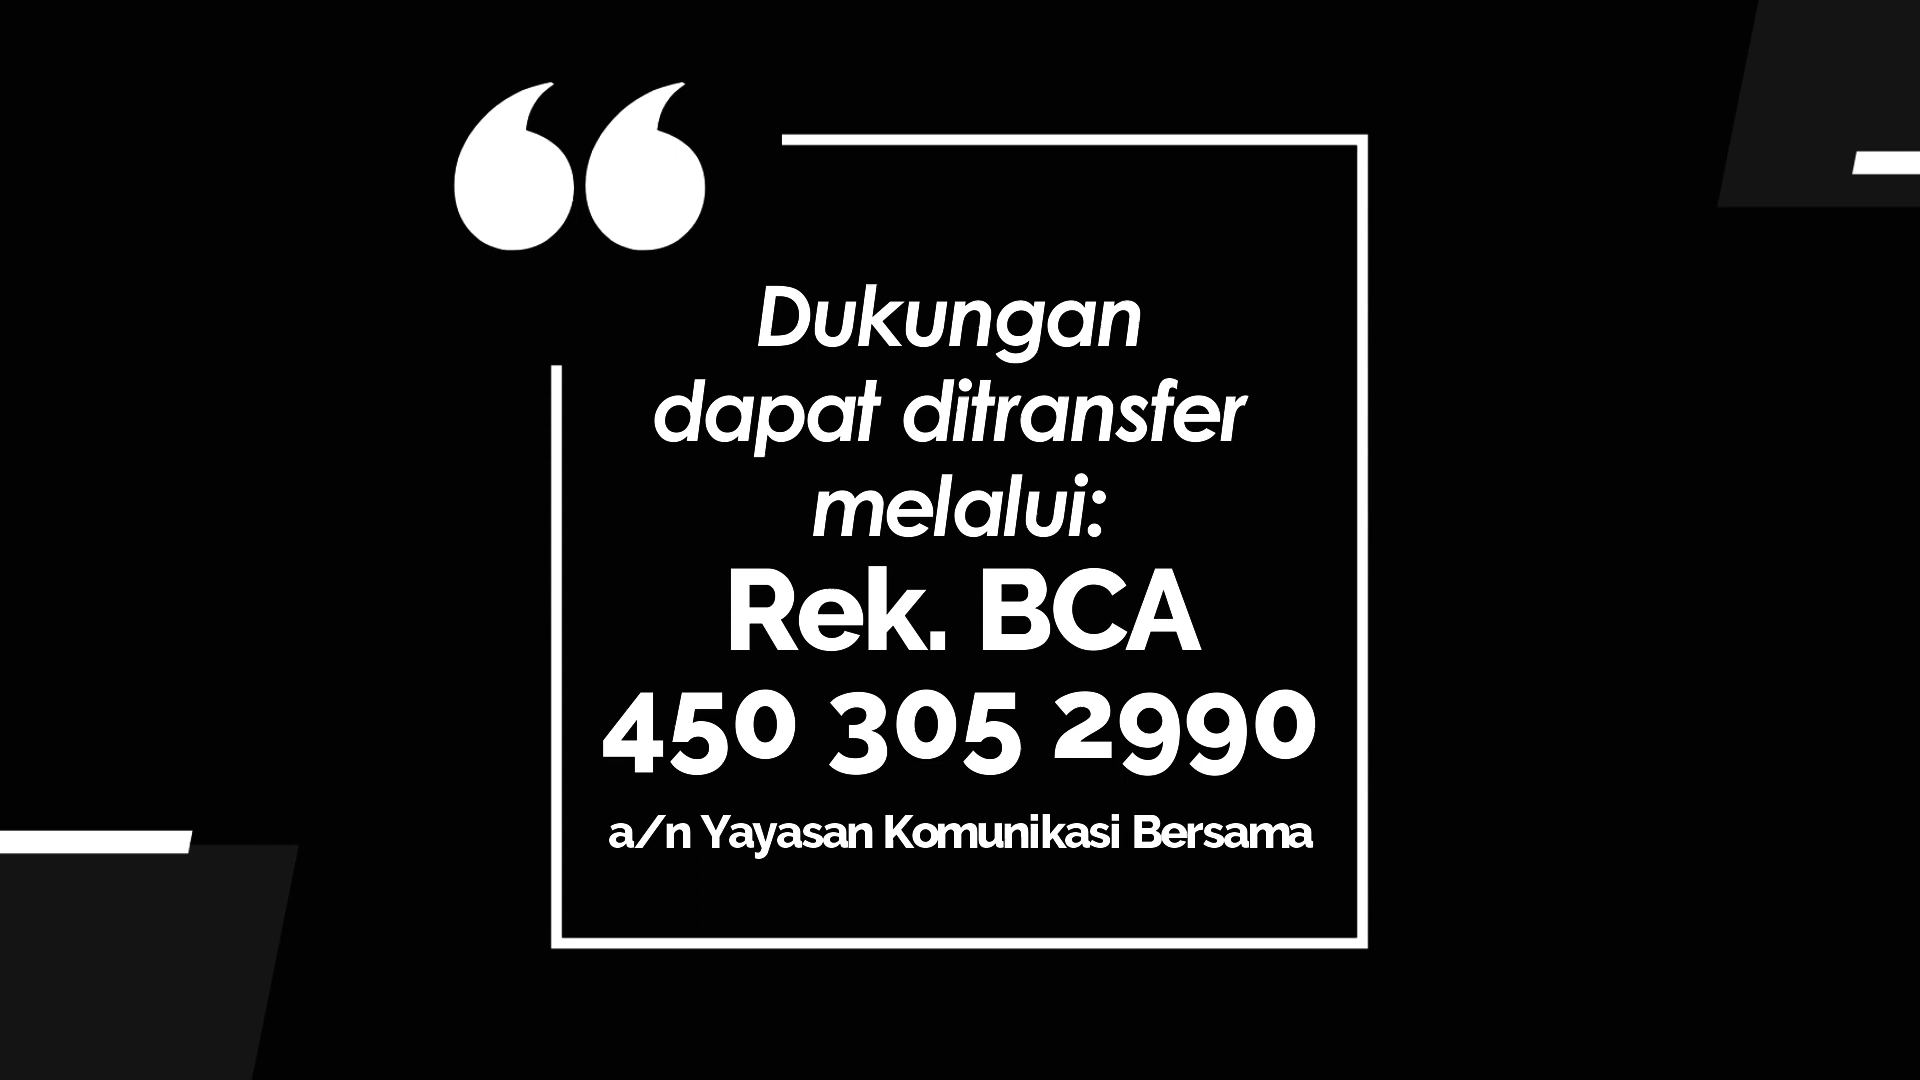 Dukungan
dapat ditransfer
melalui:
Rek. BCA
450 305 2990
a/n Yayasan Komunikasi Bersama